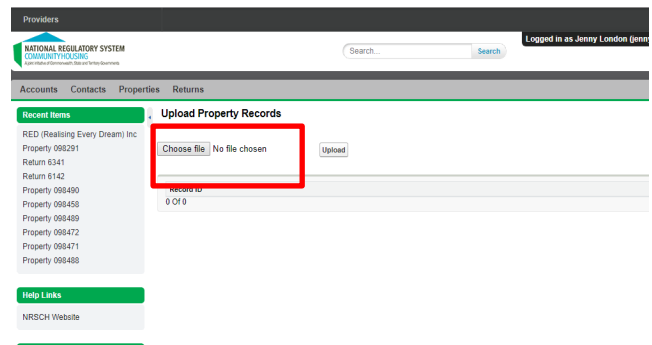 Providers
Logged in as Jenny London (jenny
NATIONAL REGULATORY SYSTEM
COMMUNITY HOUSING
Search...
Search
Accounts Contacts Properties Returns
Recent Items
RED (Realising Every Dream) Inc
Property 098291
Return 6341
Return 6142
Property 098490
Property 098458
Property 098489
Property 098472
Property 098471
Property 098488
Help Links
NRSCH Website
Upload Property Records
Choose file No file chosen
Upload
Record ID
0 Of 0